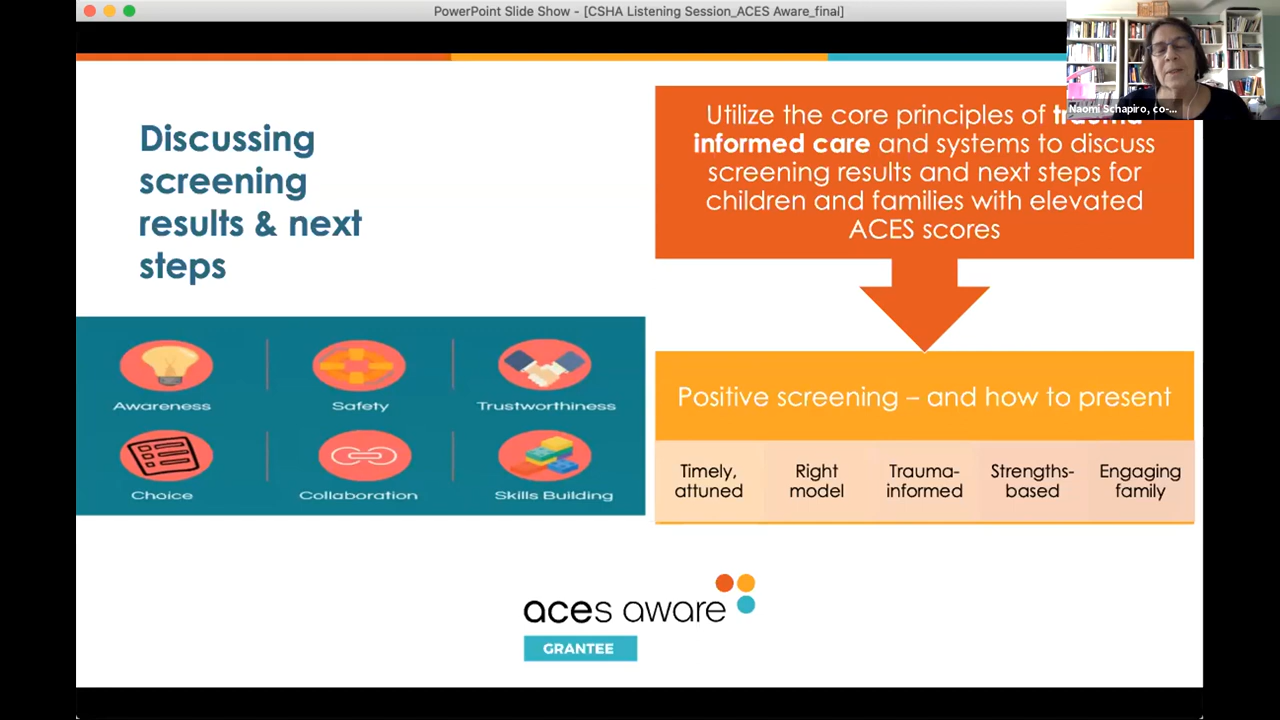 PowerPoint Slide Show - [CSHA Listening Session_ACES Aware_final]
Naomi Schapiro, co-...
Discussing
screening
results & next
steps
Utilize the core principles of
informed care and systems to discuss
screening results and next steps for
children and families with elevated
ACES scores
Awareness
Safety
Trustworthiness
Choice
Collaboration
Skills Building
Positive screening – and how to present
Timely,
attuned
Right
model
Trauma-
informed
Strengths-
based
Engaging
family
aces aware
GRANTEE